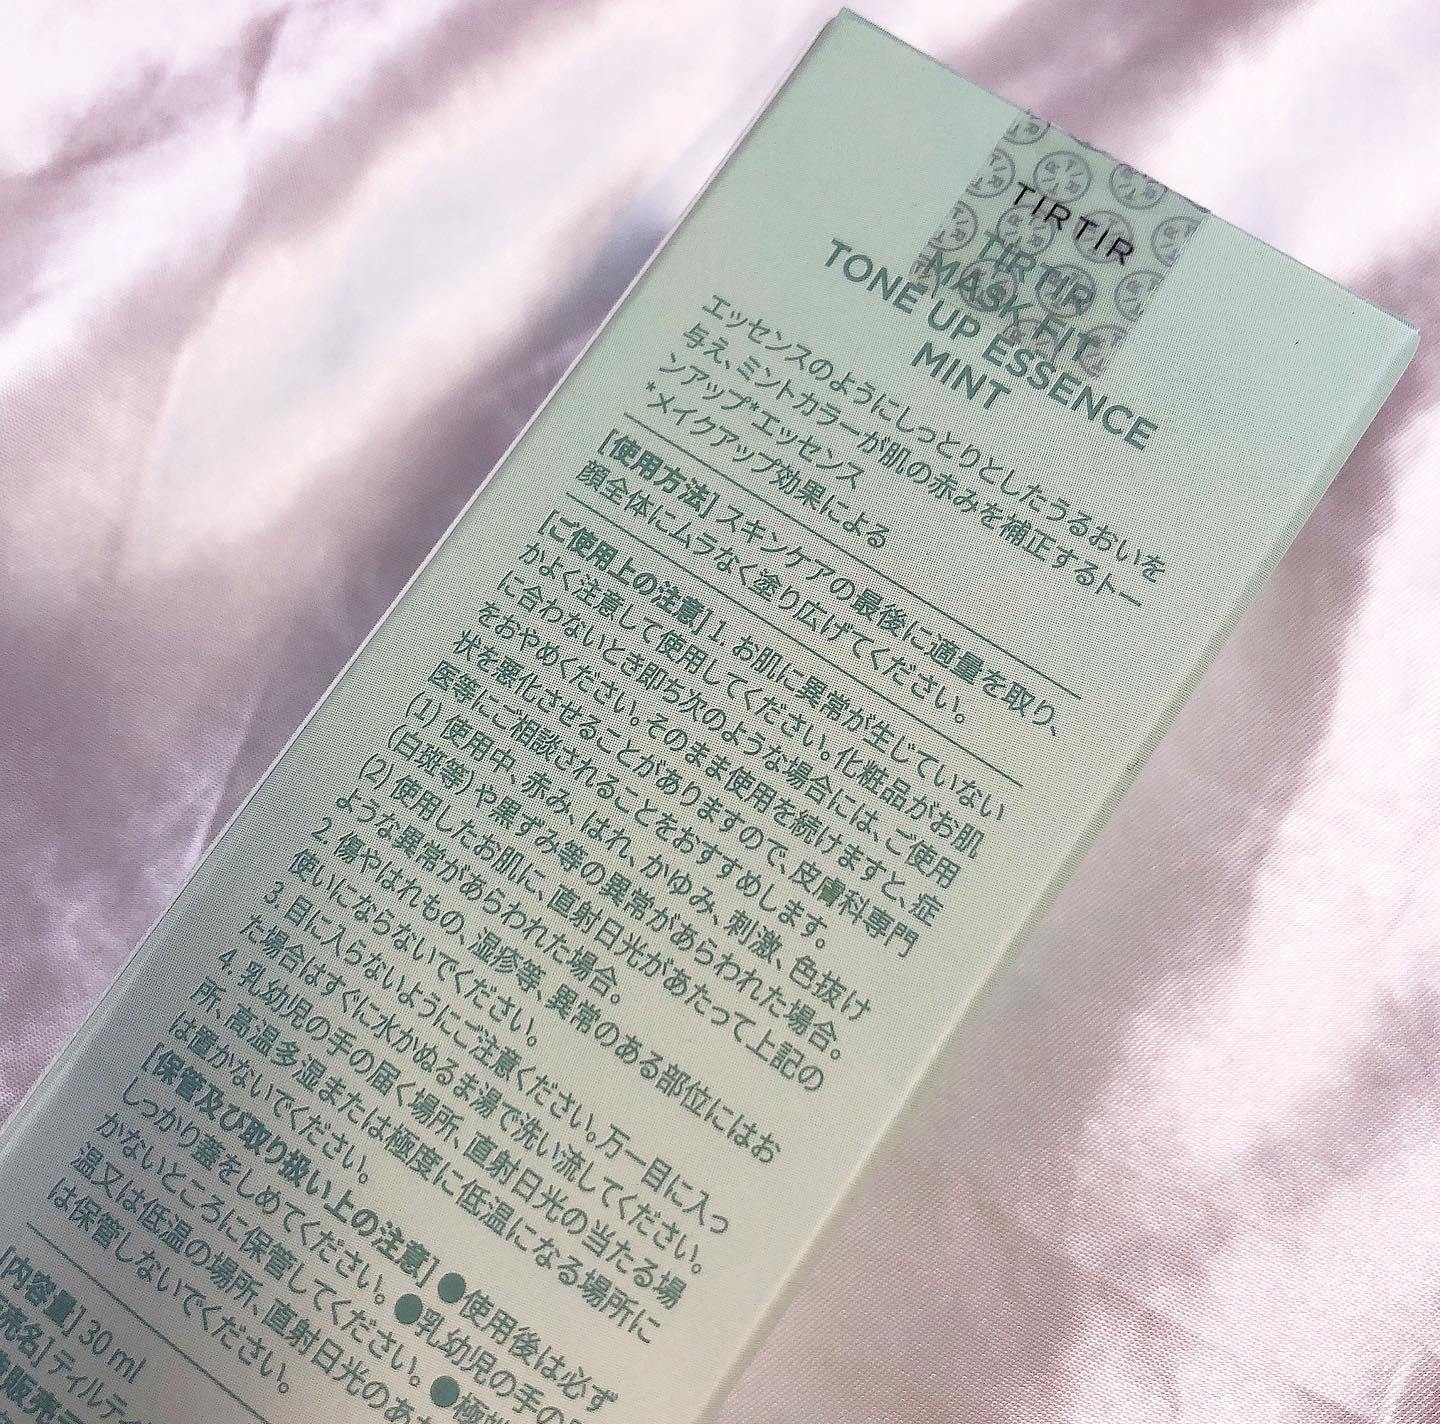 TIRTIR
TIRTIR
MASK FIT
TONE UP ESSENCE
MINT
エッセンスのようにしっとりとしたうるおいを
与え、ミントカラーが肌の赤みを補正するトー
ンアップ*エッセンス
*メイクアップ効果による
[使用方法] スキンケアの最後に適量を取り、
顔全体にムラなく塗り広げてください。
[ご使用上の注意] 1. お肌に異常が生じていない
かよく注意して使用してください。化粧品がお肌
に合わないとき即ち次のような場合には、ご使用
をおやめください。そのまま使用を続けますと、症
状を悪化させることがありますので、皮膚科専門
医等にご相談されることをおすすめします。
(1) 使用中、赤み、はれ、かゆみ、刺激、色抜け
(白斑等) や黒ずみ等の異常があらわれた場合。
(2) 使用したお肌に、直射日光があたって上記の
ような異常があらわれた場合。
2. 傷やはれもの、湿疹等、異常のある部位にはお
使いにならないでください。
3. 目に入らないようにご注意ください。万一目に入っ
た場合はすぐに水かぬるま湯で洗い流してください。
4. 乳幼児の手の届く場所、直射日光の当たる場
所、高温多湿または極度に低温になる場所に
は置かないでください。
[保管及び取り扱い上の注意] ●使用後は必ず
しっかり蓋をしめてください。 ●乳幼児の手の
かないところに保管してください。 ●極端
温又は低温の場所、直射日光のあた
は保管しないでください。
[内容量] 30 ml
売名] ティルティ
販売